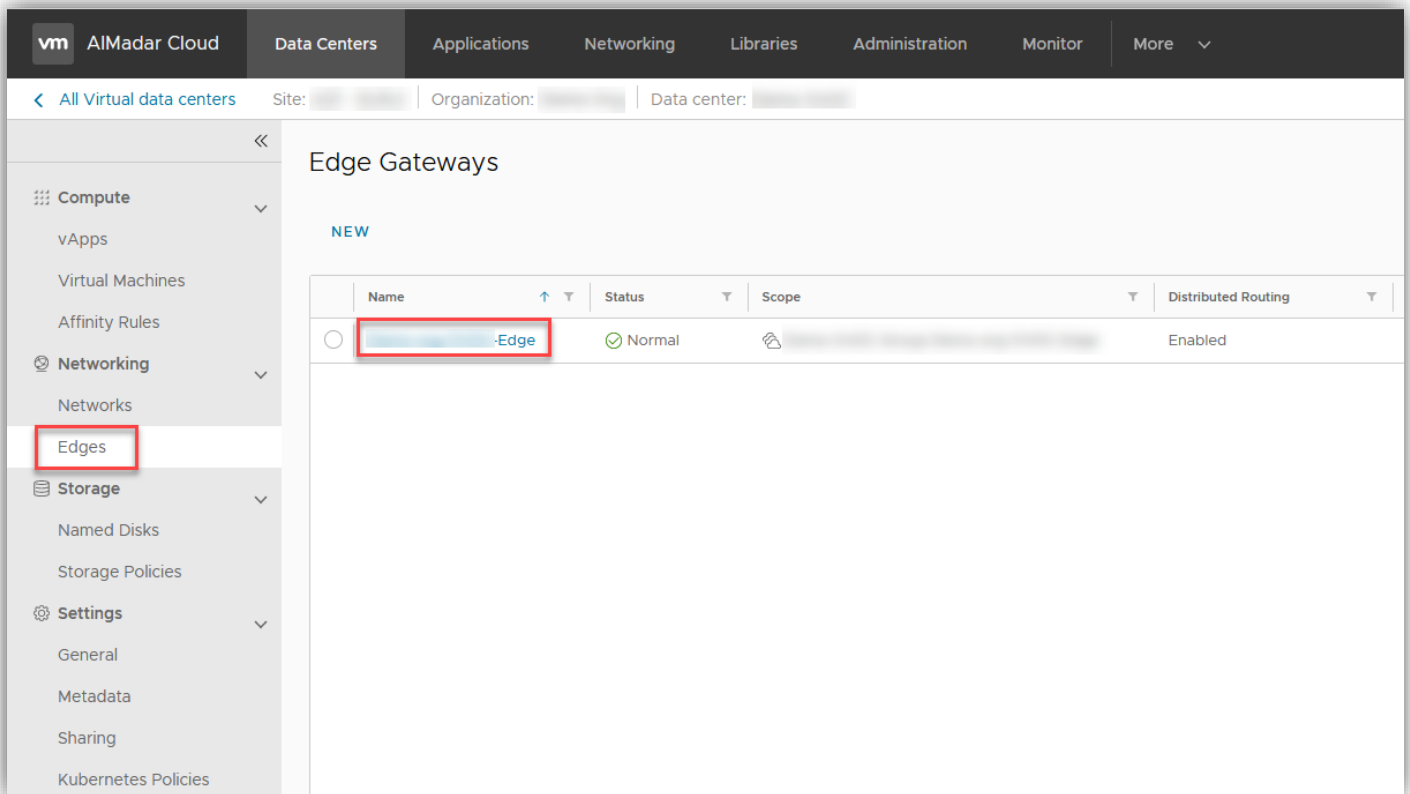 vm AlMadar Cloud Data Centers Applications Networking Libraries Administration Monitor More
All Virtual data centers Site: Organization: Data center:
Edge Gateways
Compute
vApps
Virtual Machines
Affinity Rules
Networking
Networks
Edges
Storage
Named Disks
Storage Policies
Settings
General
Metadata
Sharing
Kubernetes Policies
NEW
Name Status Scope Distributed Routing
-Edge Normal Enabled